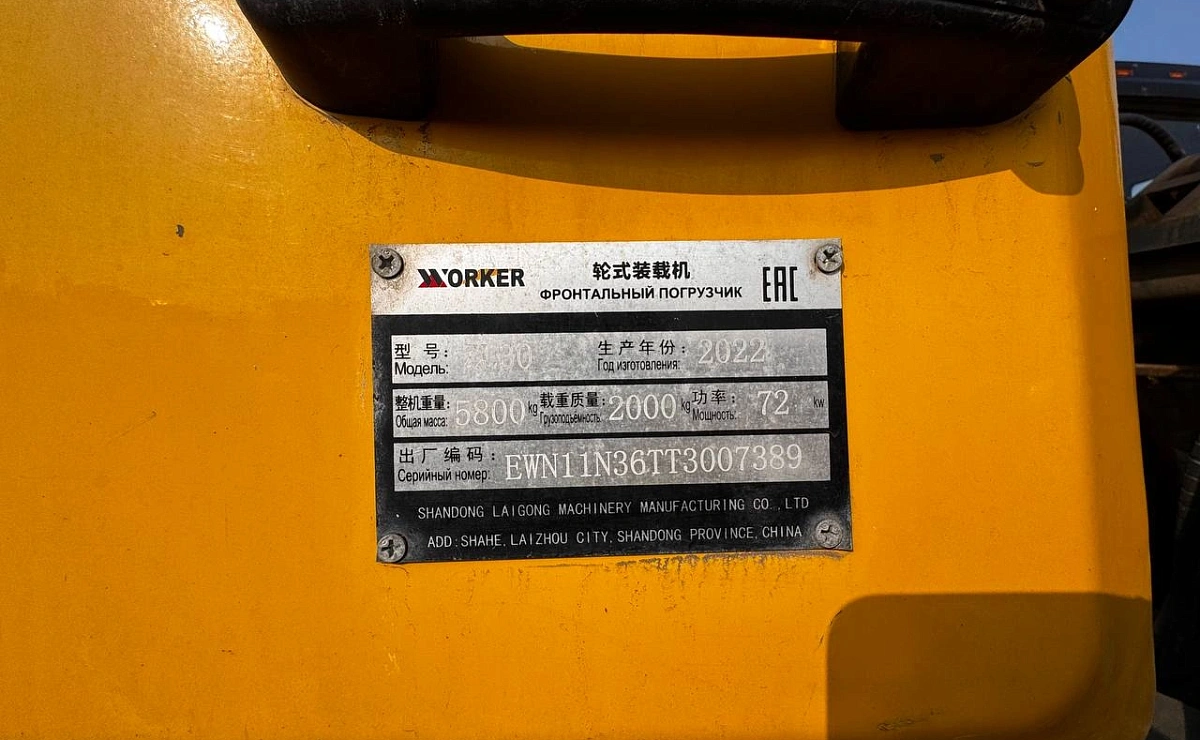 WORKER
轮式装载机
ФРОНТАЛЬНЫЙ ПОГРУЗЧИК
EAC
型 号: 生产年份: 2022
Модель: Год изготовления:
整机重量: 5800 kg 载重质量: 2000 kg 功率: 72 kw
Общая масса: Грузоподъёмность: Мощность:
出厂编码: EWN11N36TT3007389
Серийный номер:
SHANDONG LAIGONG MACHINERY MANUFACTURING CO.,LTD
ADD:SHAHE,LAIZHOU CITY,SHANDONG PROVINCE,CHINA